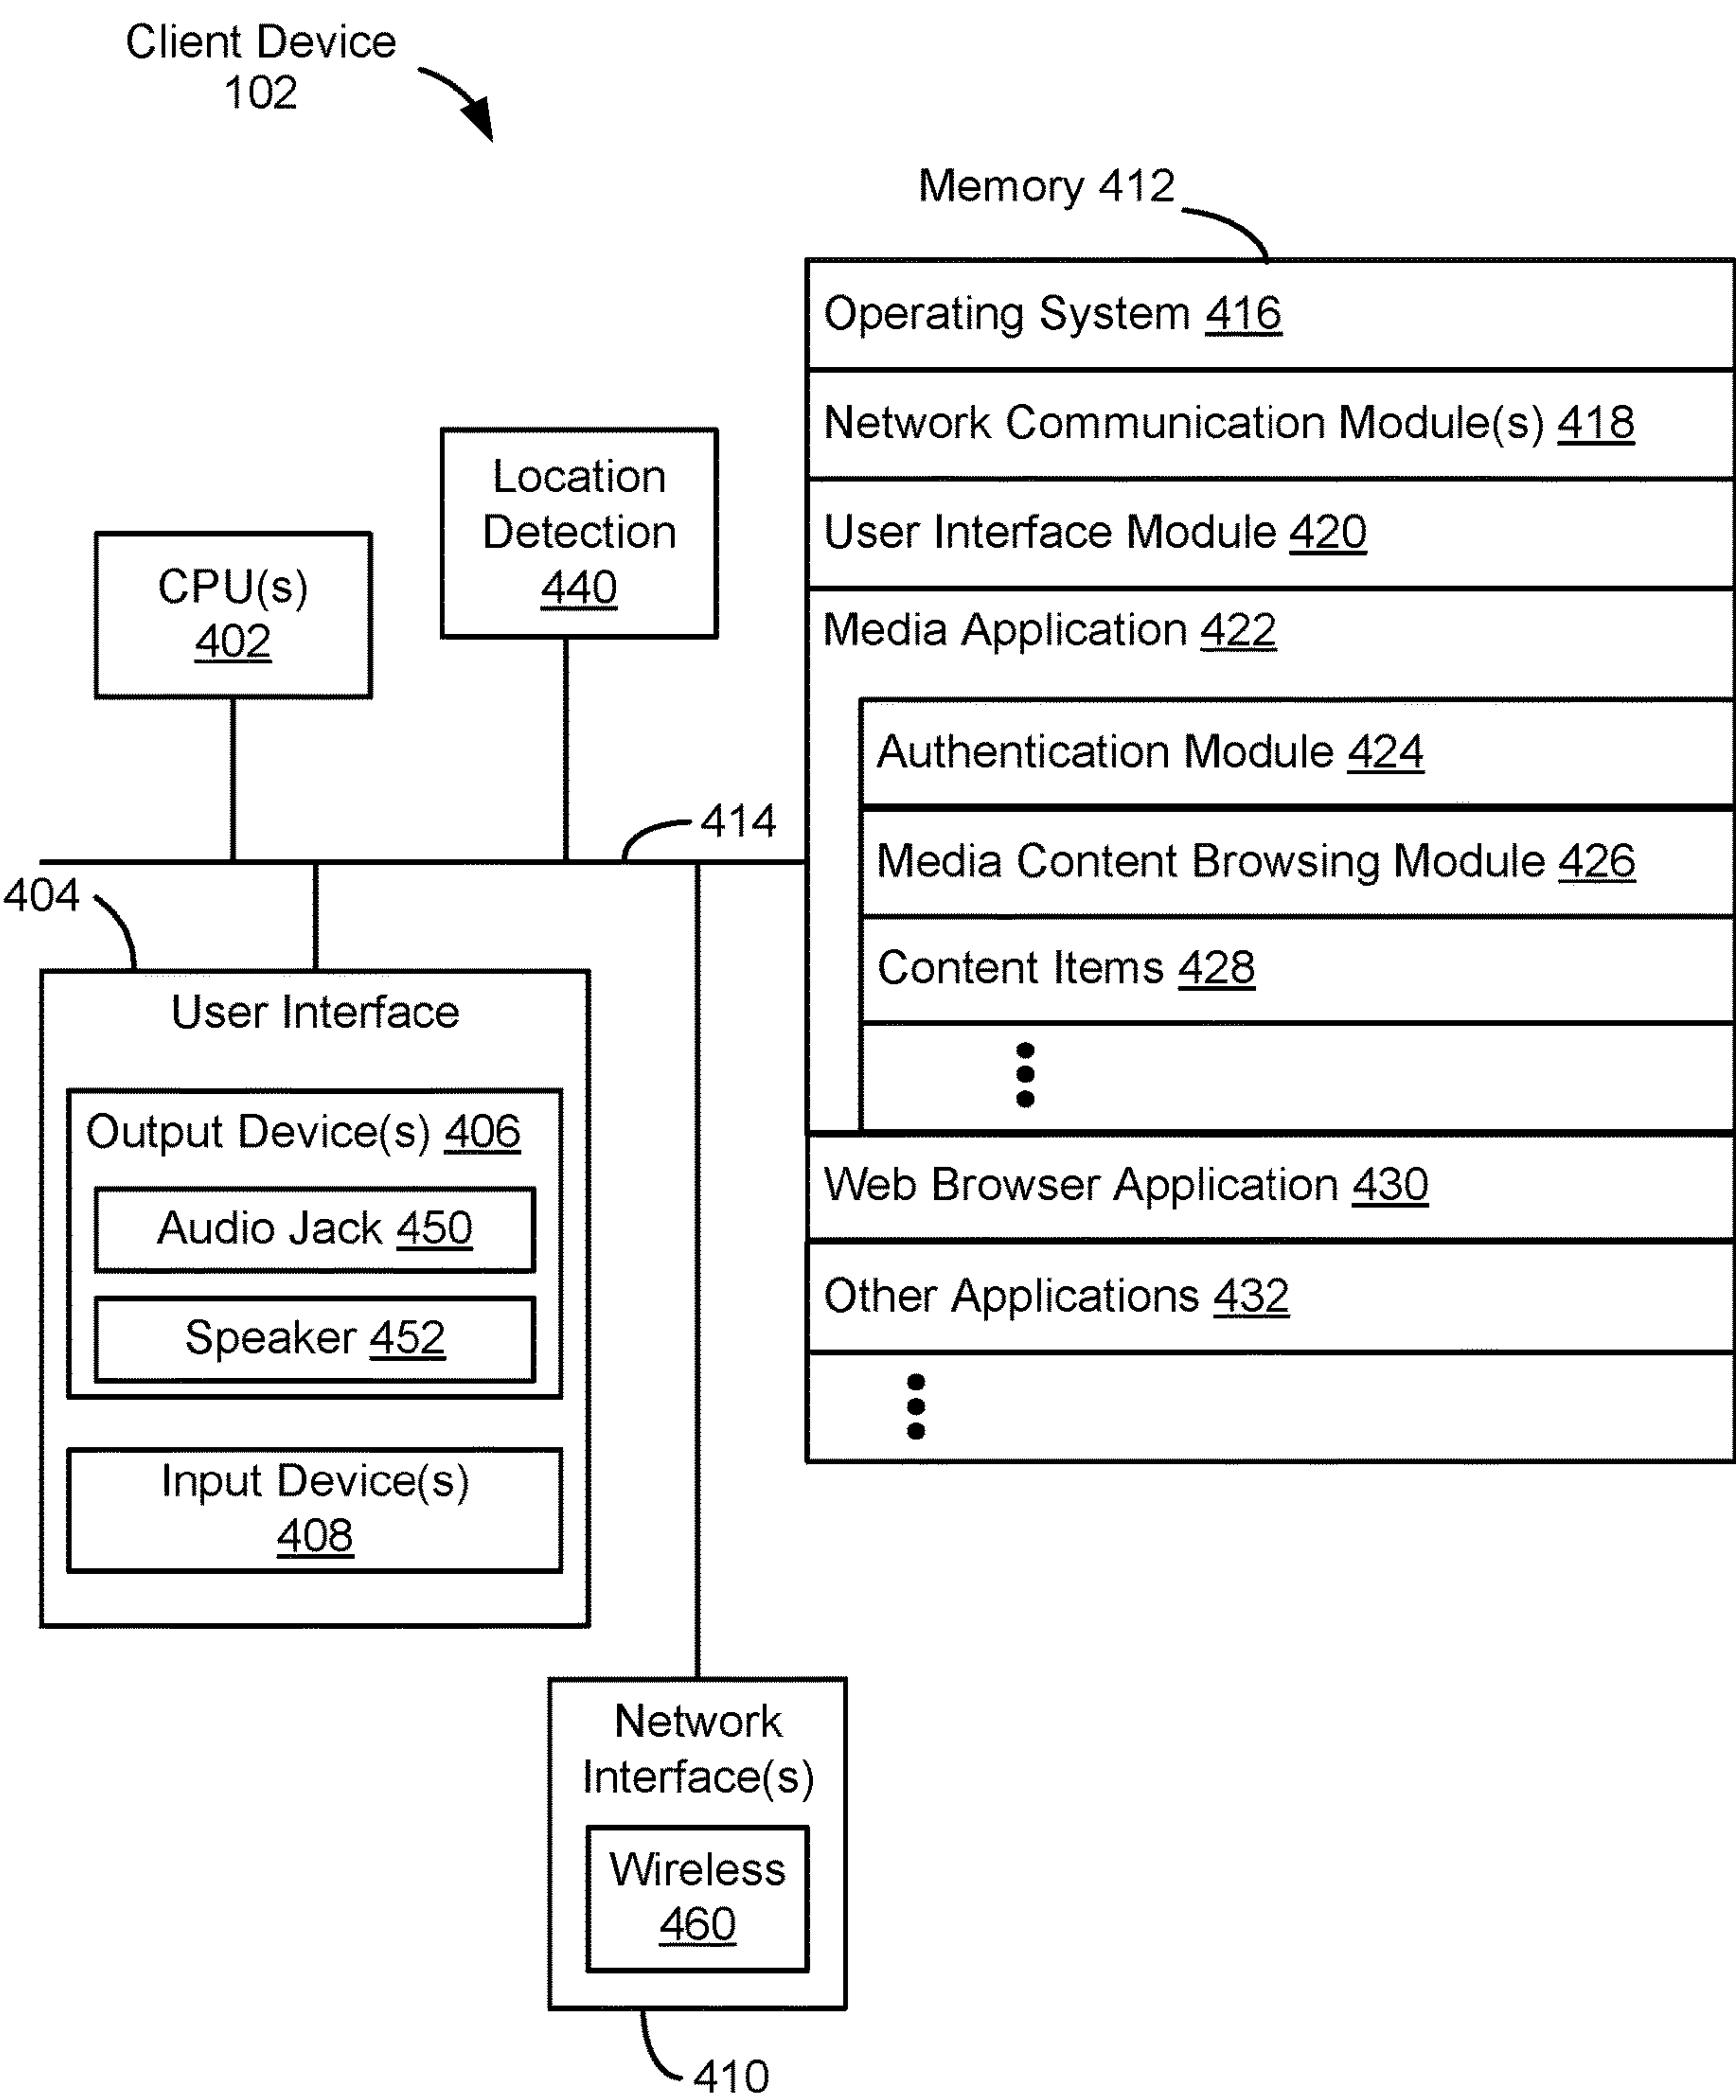 Client Device
102
Memory 412
Operating System 416
Network Communication Module(s) 418
User Interface Module 420
Media Application 422
Authentication Module 424
Media Content Browsing Module 426
Content Items 428
Web Browser Application 430
Other Applications 432
Location
Detection
440
CPU(s)
402
414
404
User Interface
Output Device(s) 406
Audio Jack 450
Speaker 452
Input Device(s)
408
Network
Interface(s)
Wireless
460
410